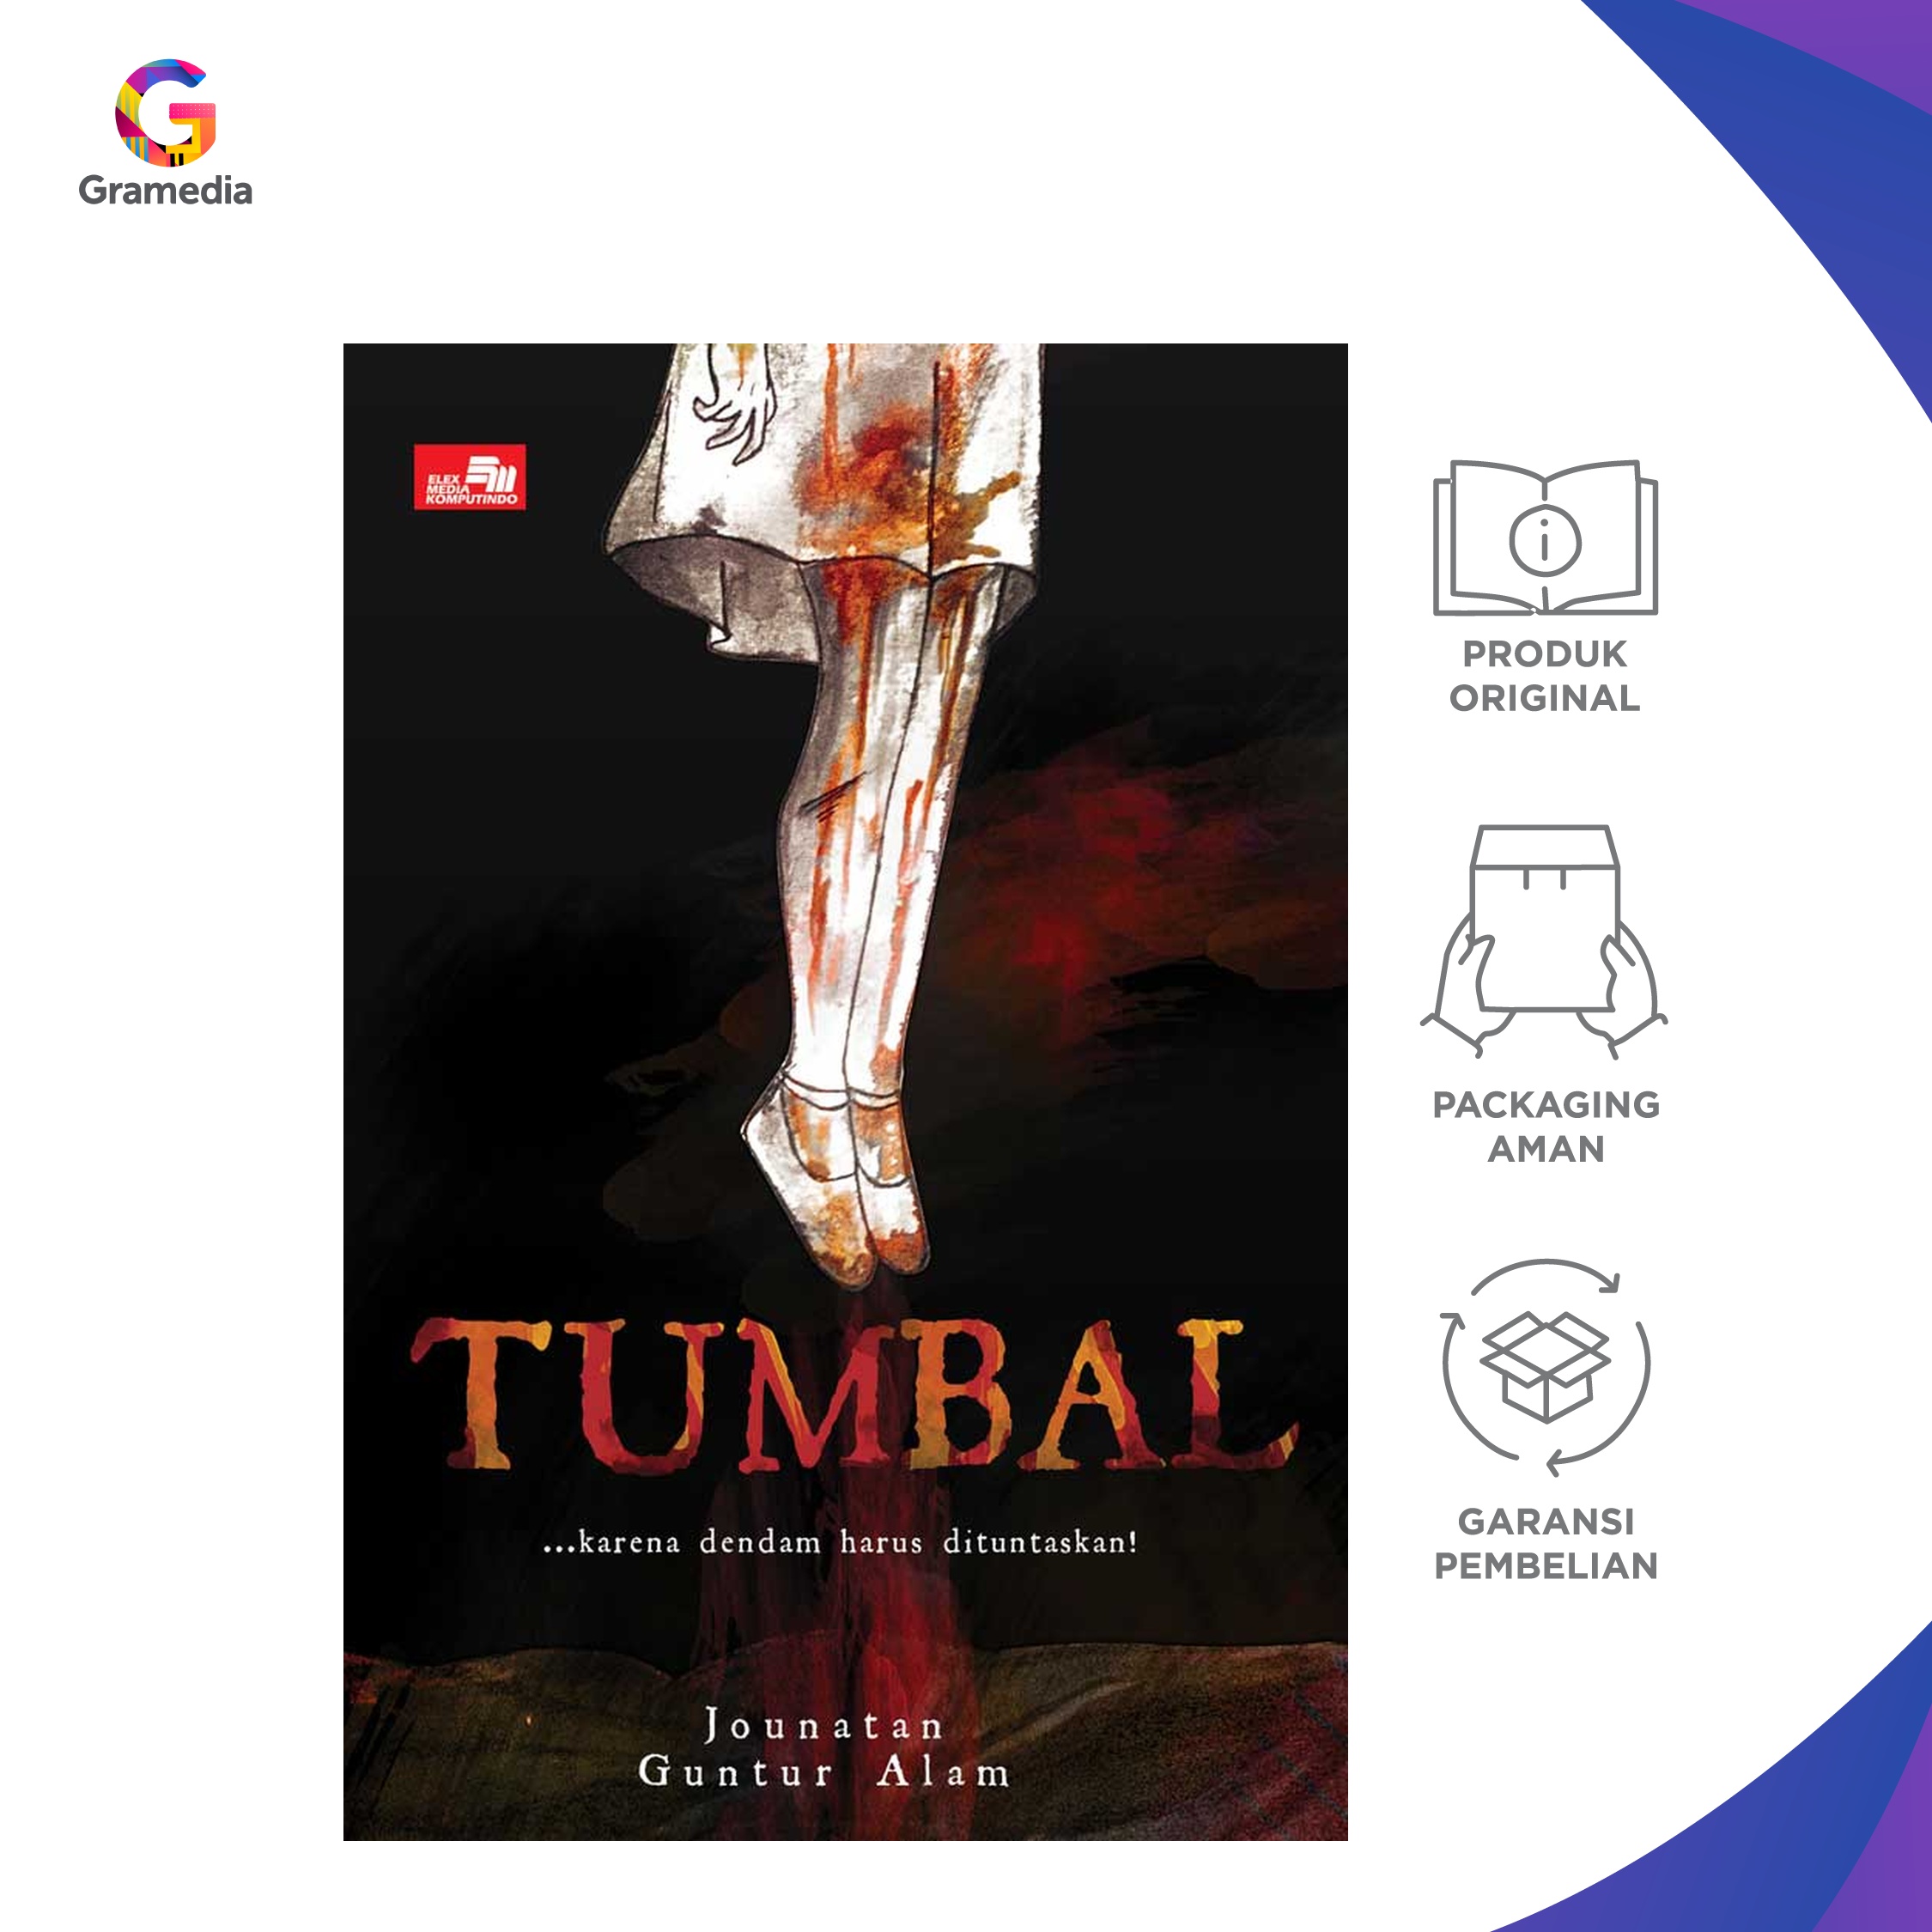 Gramedia
ELEX
MEDIA
KOMPUTINDO
TUMBAL
...karena dendam harus dituntaskan!
Jounatan
Guntur Alam
PRODUK
ORIGINAL
PACKAGING
AMAN
GARANSI
PEMBELIAN